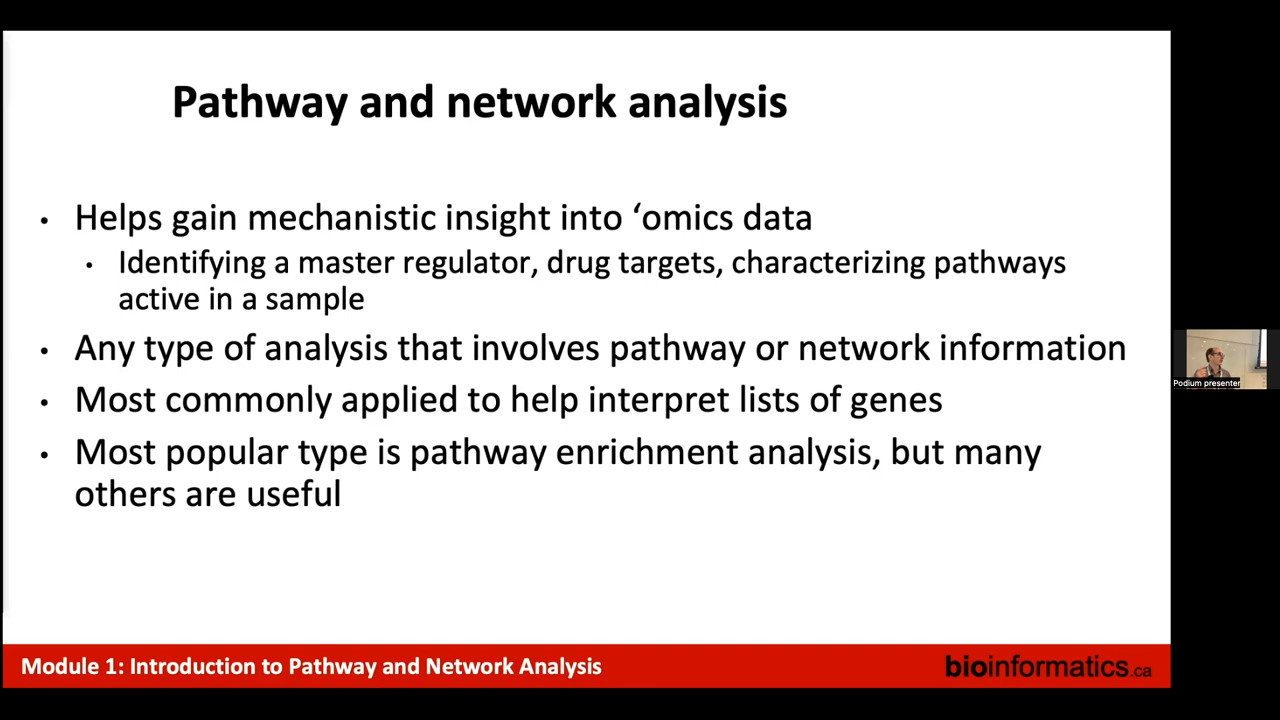 Pathway and network analysis
• Helps gain mechanistic insight into ‘omics data
• Identifying a master regulator, drug targets, characterizing pathways
active in a sample
• Any type of analysis that involves pathway or network information
• Most commonly applied to help interpret lists of genes
• Most popular type is pathway enrichment analysis, but many
others are useful
Podium presenter
Module 1: Introduction to Pathway and Network Analysis
bioinformatics.ca